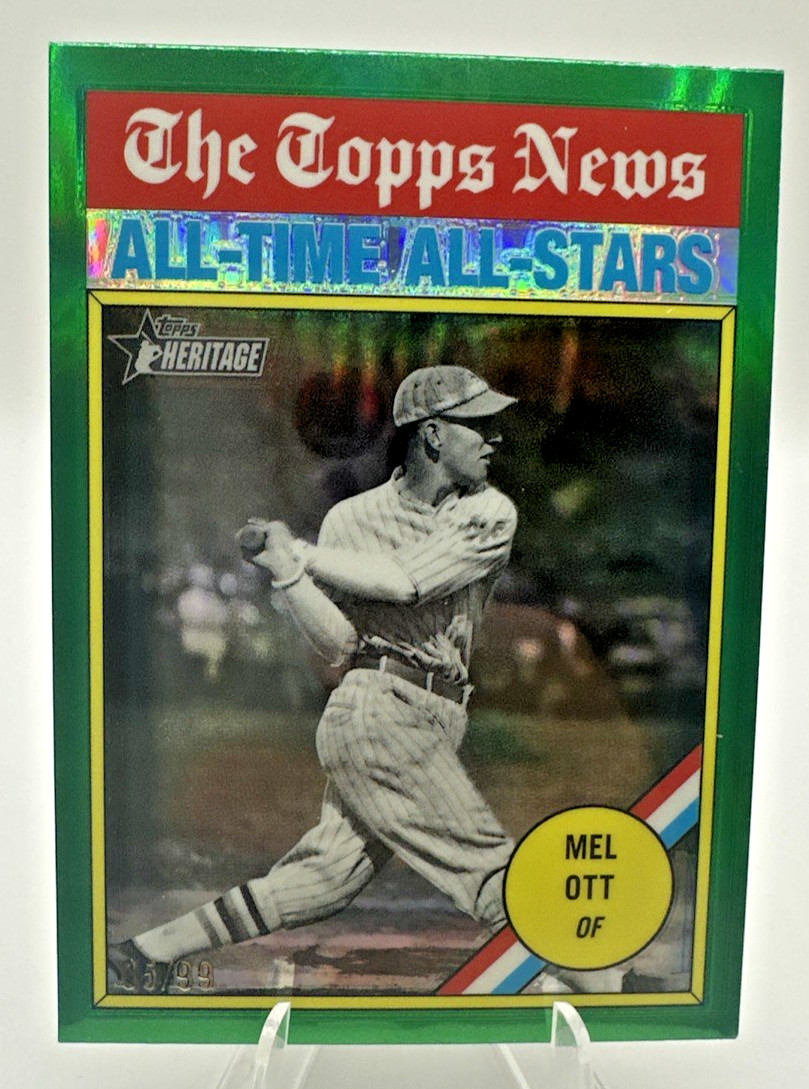 The Topps News
ALL-TIME ALL-STARS
topps
HERITAGE
MEL
OTT
OF